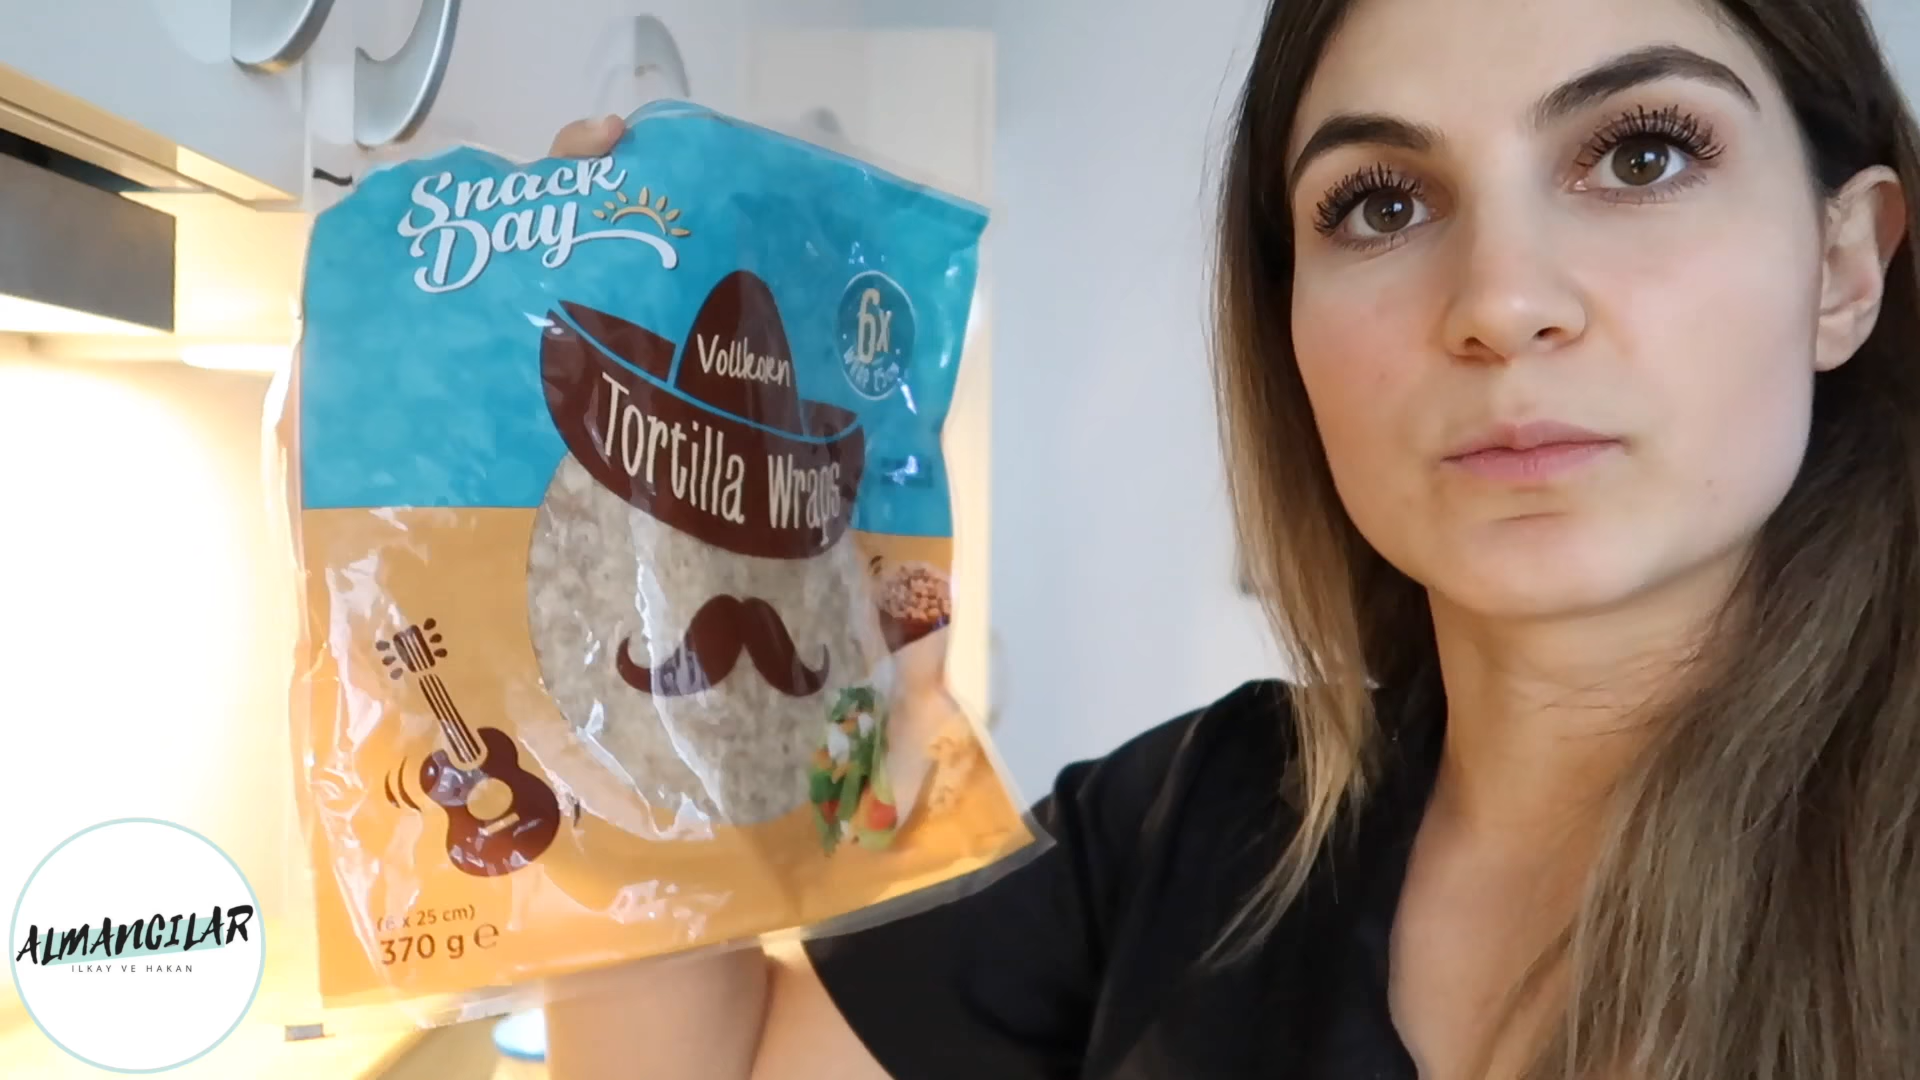 Snack
Day
6x
Vollkorn
Tortilla Wraps
(6 x 25 cm)
370 g e
ALMANCILAR
ILKAY VE HAKAN